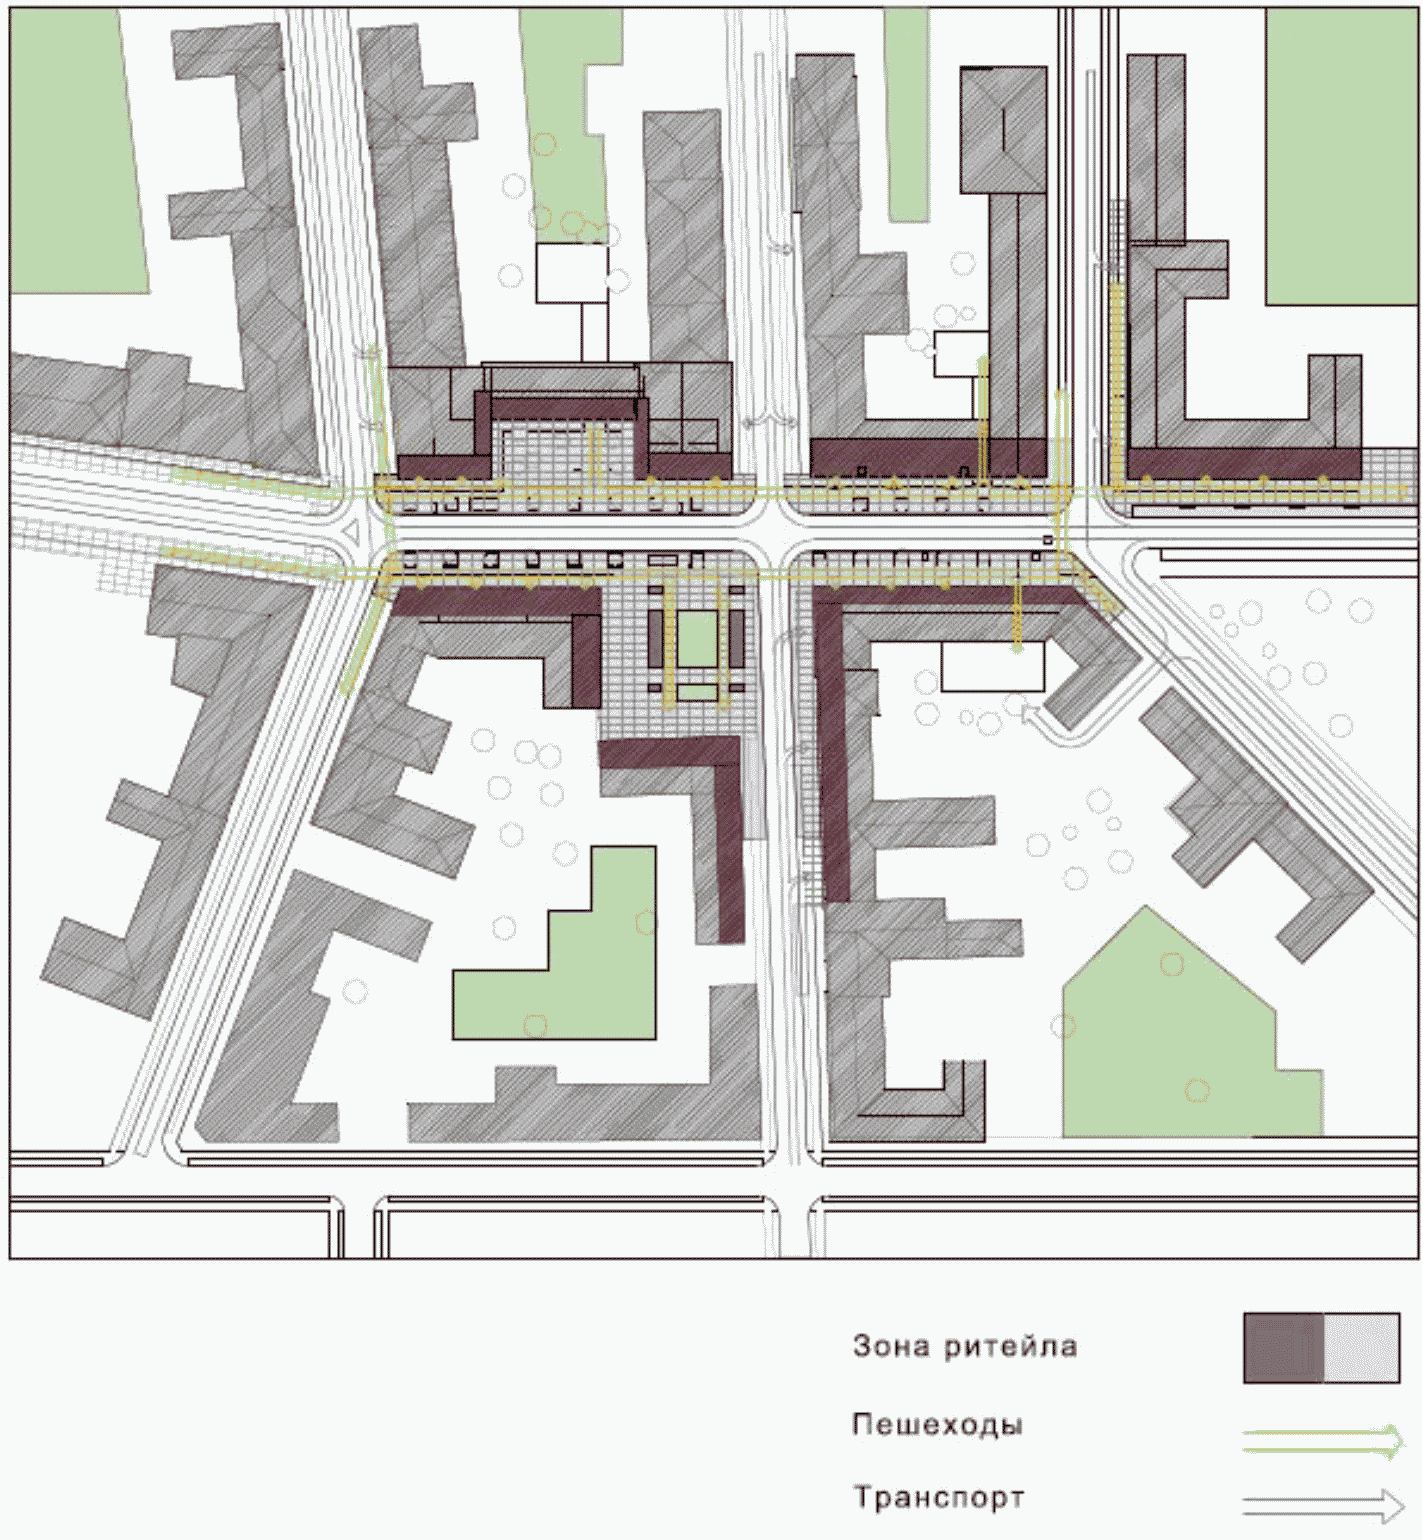 Зона ритейла
Пешеходы
Транспорт